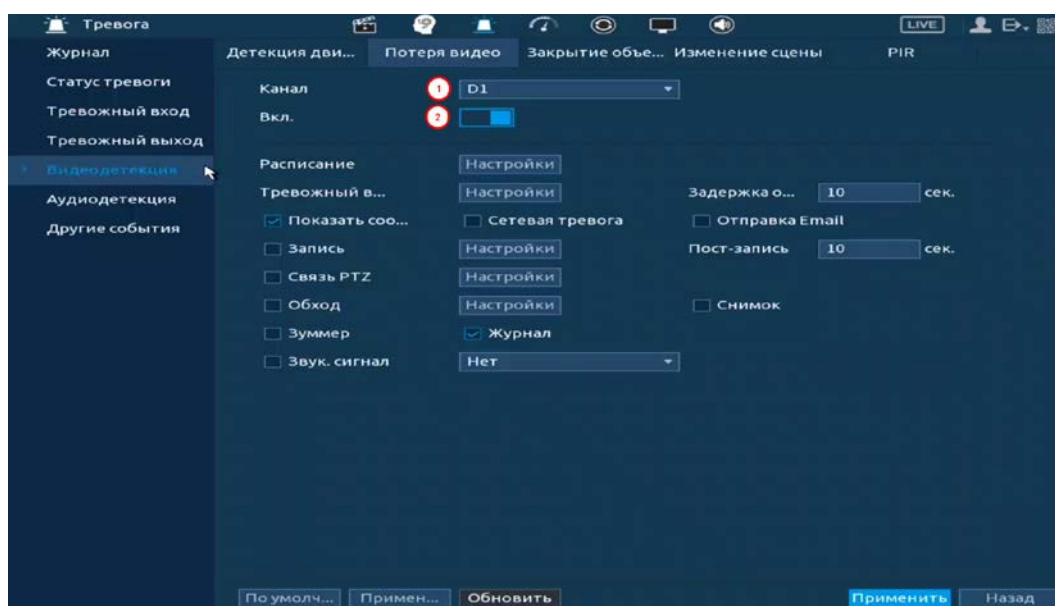 Тревога LIVE
Журнал
Статус тревоги
Тревожный вход
Тревожный выход
Видеодетекция
Аудиодетекция
Другие события
Детекция дви... Потеря видео Закрытие объе... Изменение сцены PIR
Канал 1 D1
Вкл. 2
Расписание Настройки
Тревожный в... Настройки Задержка о... 10 сек.
Показать соо... Сетевая тревога Отправка Email
Запись Настройки Пост-запись 10 сек.
Связь PTZ Настройки
Обход Настройки Снимок
Зуммер Журнал
Звук. сигнал Нет
По умолч... Примен... Обновить Применить Назад